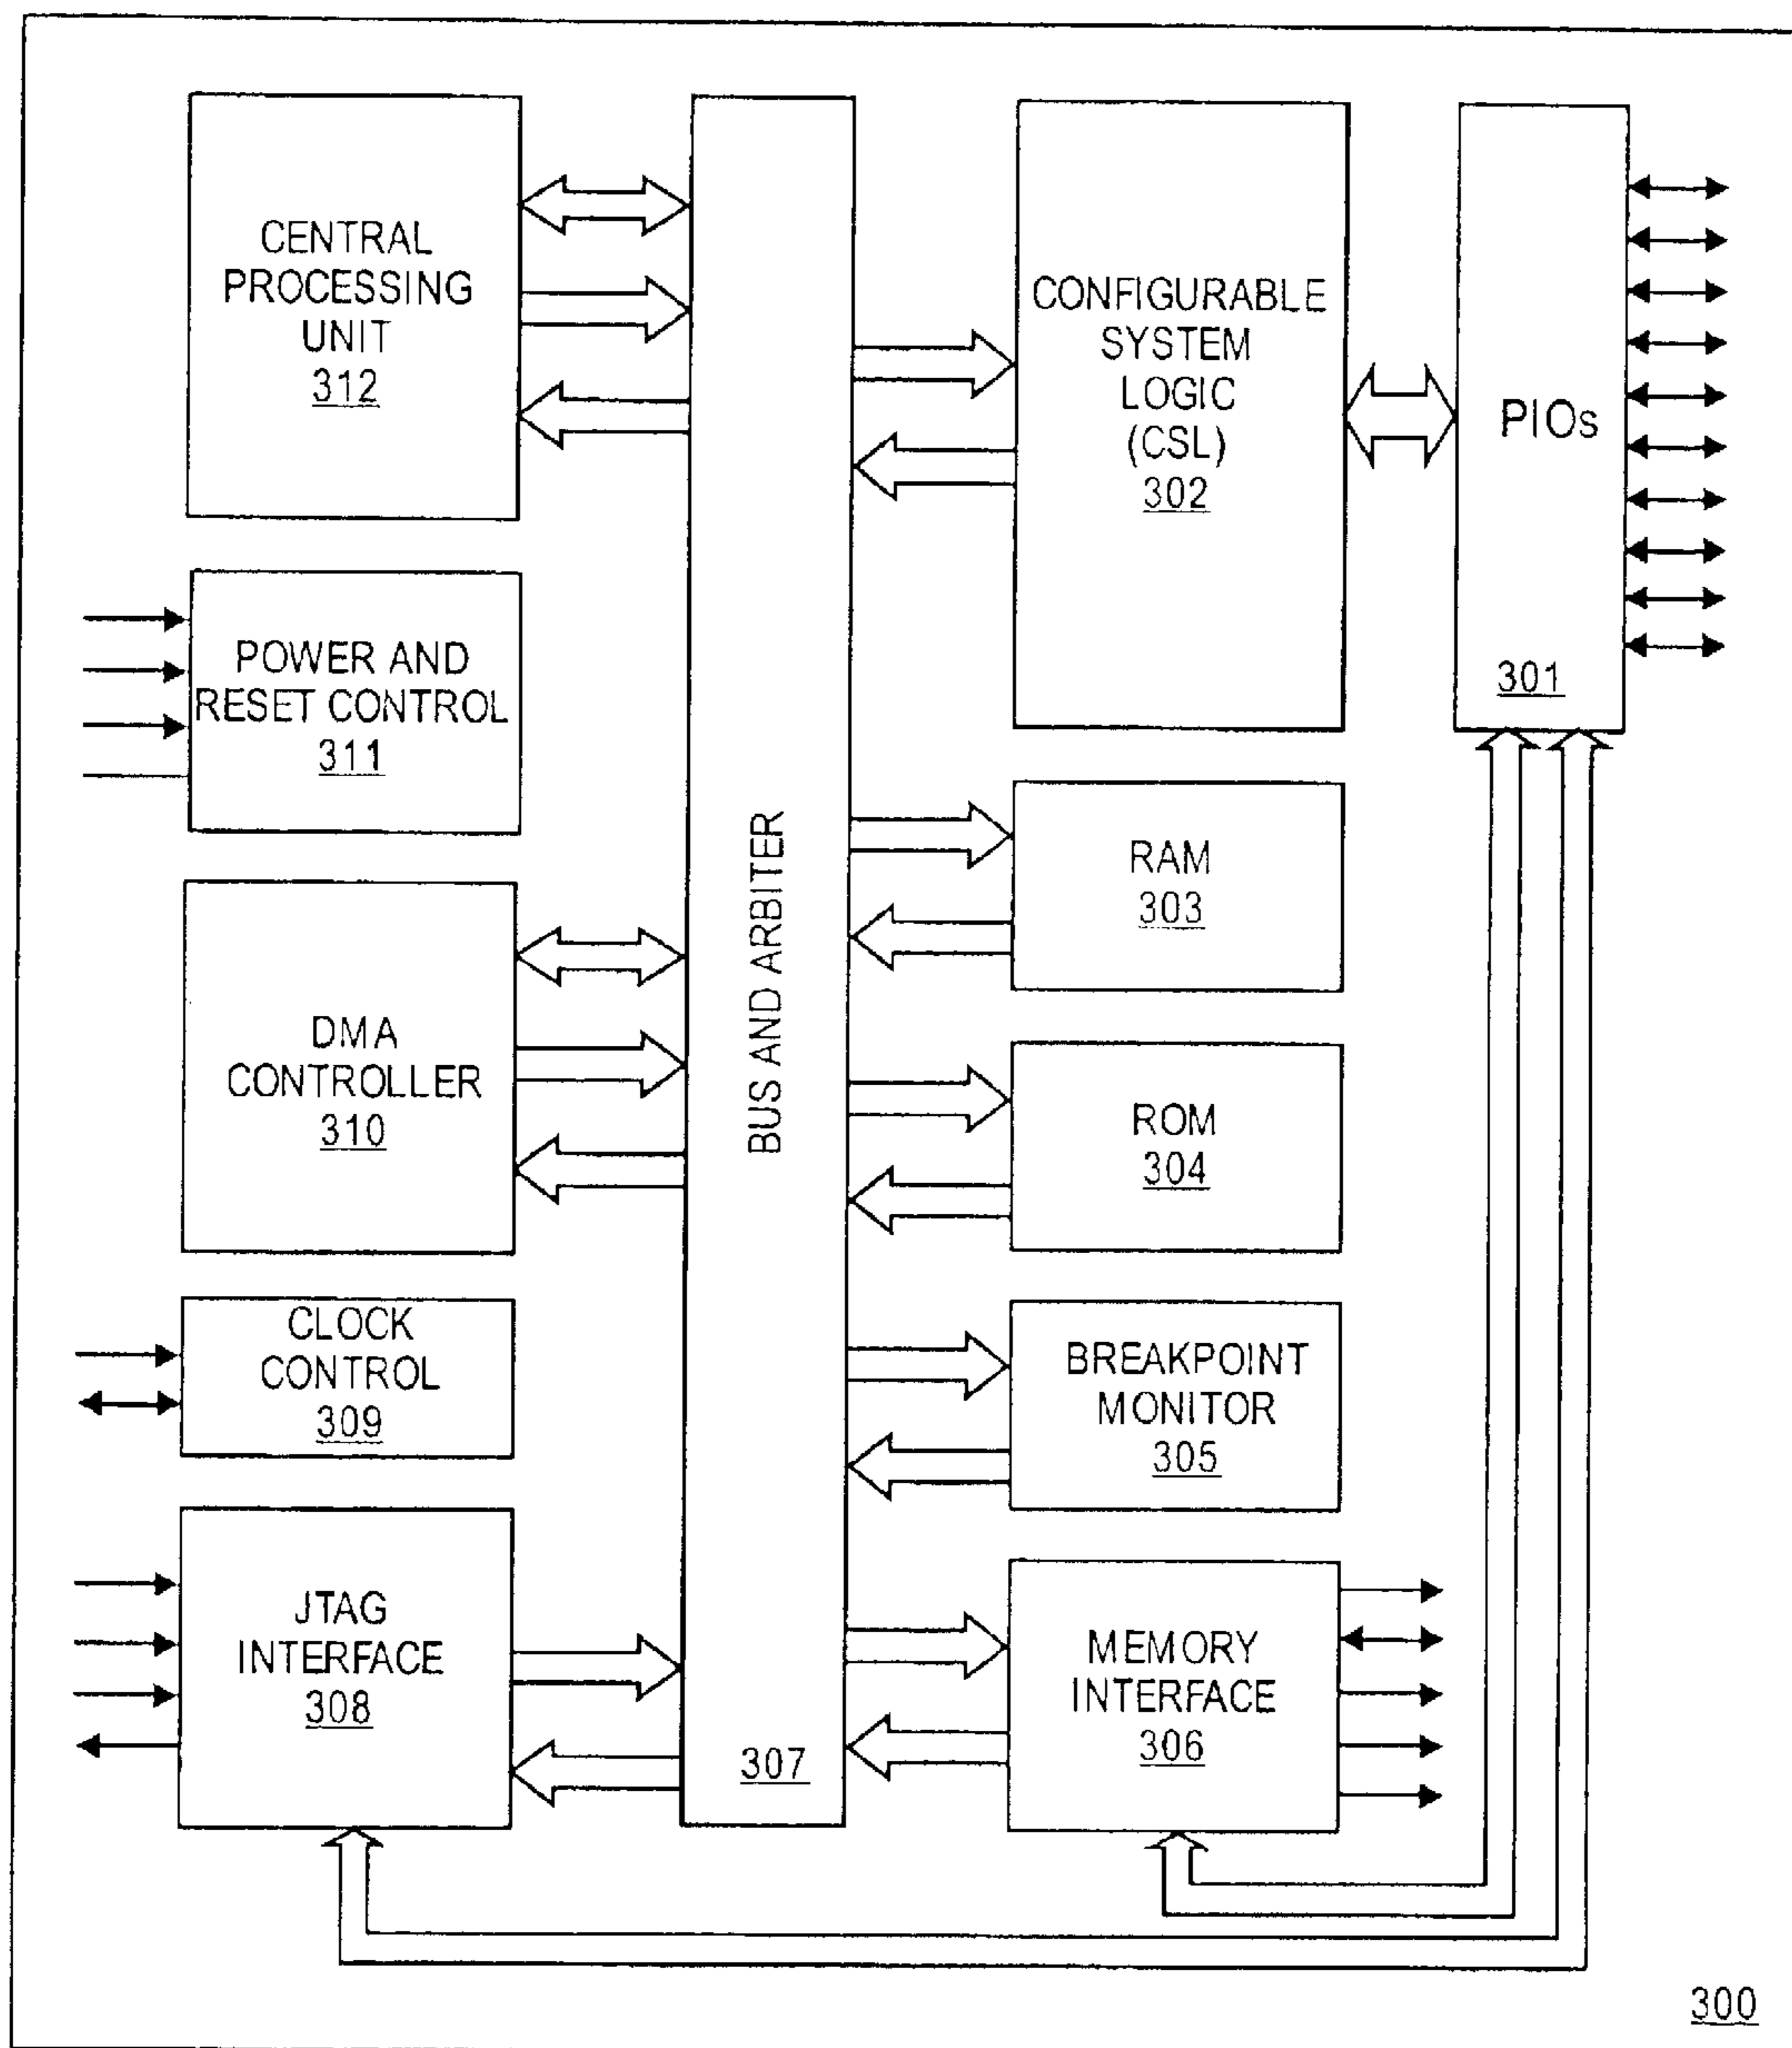 CENTRAL
PROCESSING
UNIT
312
POWER AND
RESET CONTROL
311
DMA
CONTROLLER
310
CLOCK
CONTROL
309
JTAG
INTERFACE
308
BUS AND ARBITER
307
CONFIGURABLE
SYSTEM
LOGIC
(CSL)
302
PIOs
301
RAM
303
ROM
304
BREAKPOINT
MONITOR
305
MEMORY
INTERFACE
306
300